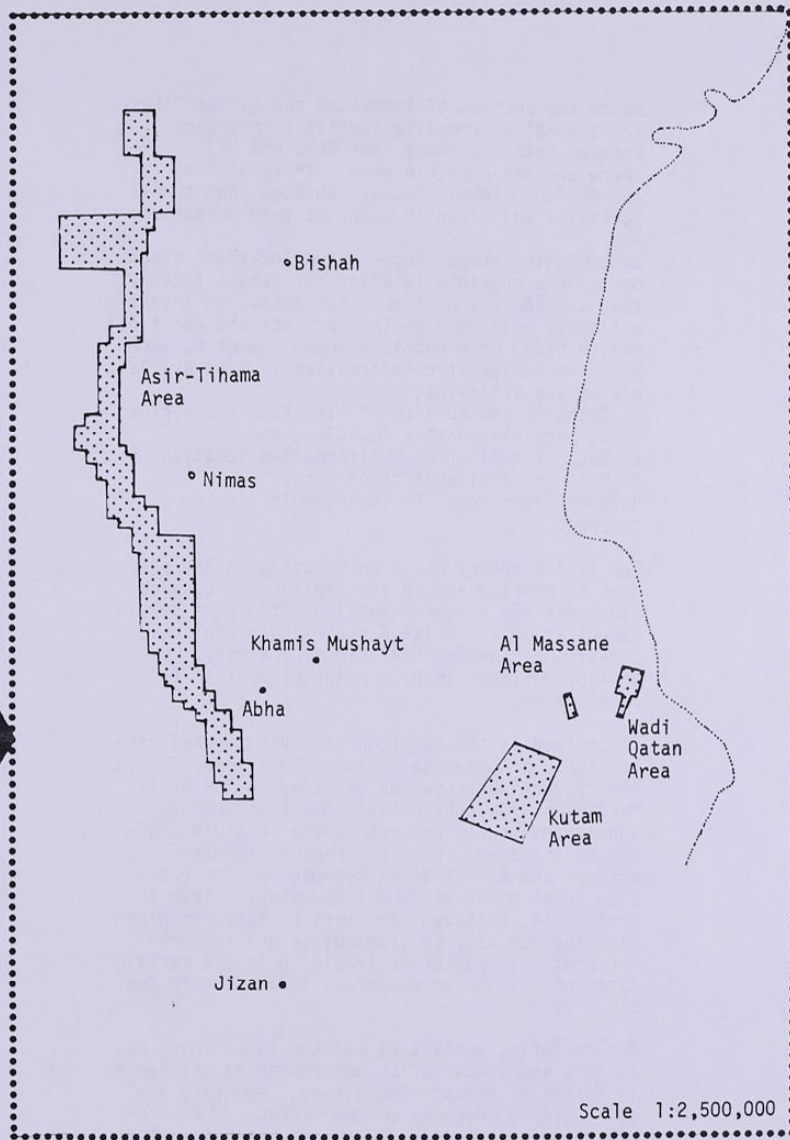 Bishah
Asir-Tihama
Area
Nimas
Khamis Mushayt
Abha
Al Massane
Area
Wadi
Qatan
Area
Kutam
Area
Jizan
Scale 1:2,500,000